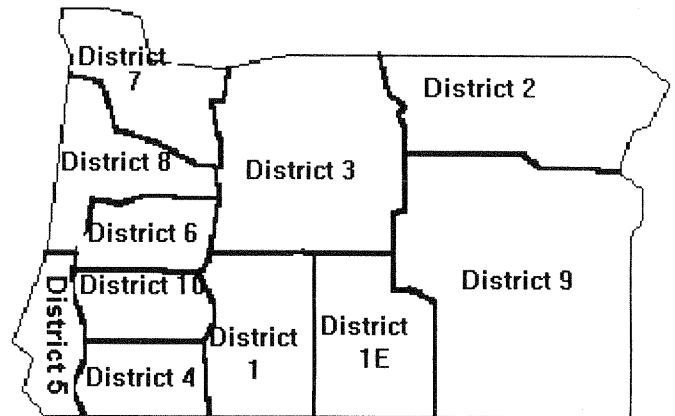 District
7
District 2
District 8
District 3
District 6
District 9
District 10
District 5
District
1
District
1E
District 4